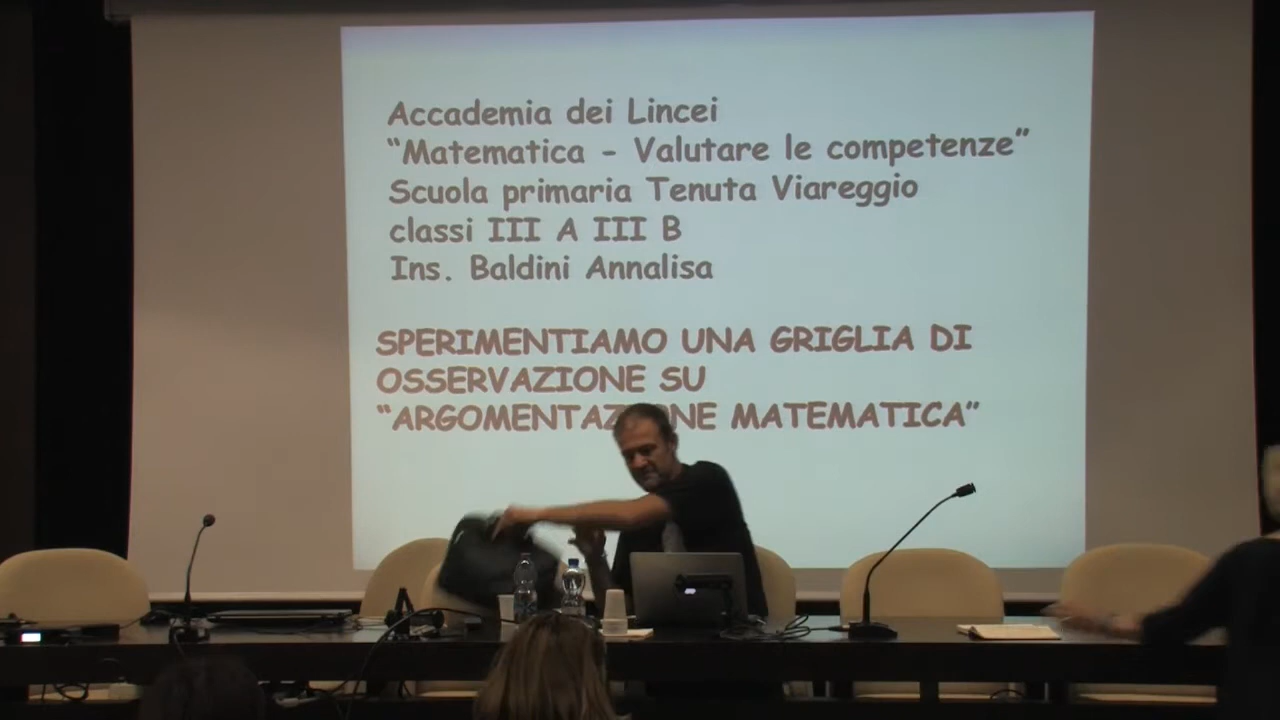 Accademia dei Lincei
“Matematica - Valutare le competenze”
Scuola primaria Tenuta Viareggio
classi III A III B
Ins. Baldini Annalisa
SPERIMENTIAMO UNA GRIGLIA DI
OSSERVAZIONE SU
“ARGOMENTAZIONE MATEMATICA”